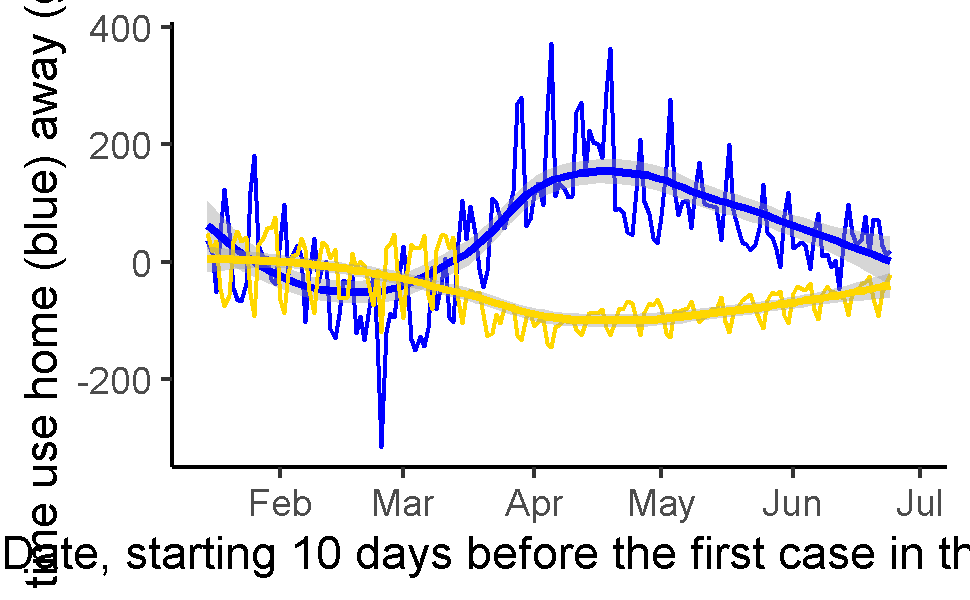 time use home (blue) away (
400
200
0
-200
Feb Mar Apr May Jun Jul
Date, starting 10 days before the first case in th